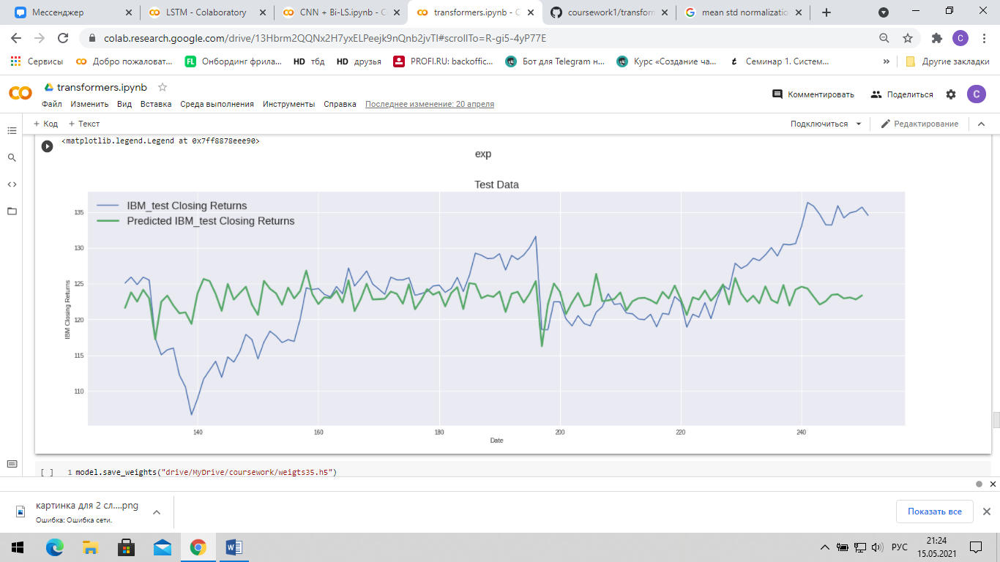 Мессенджер
LSTM - Colaboratory
CNN + Bi-LS.ipynb - C
transformers.ipynb - C
coursework1/transform
mean std normalizatio
colab.research.google.com/drive/13Hbrm2QQNx2H7yxELPeejk9nQnb2jvTl#scrollTo=R-gi5-4yP77E
C
Сервисы
Добро пожаловат...
FL
Онбординг фрила...
HD тбд
HD друзья
PROFI.RU: backoffic...
Бот для Telegram н...
Курс «Создание ча...
t Семинар 1. Систем...
»
Другие закладки
transformers.ipynb
Файл Изменить Вид Вставка Среда выполнения Инструменты Справка Последнее изменение: 20 апреля
Комментировать
Поделиться
C
+ Код + Текст
Подключиться
Редактирование
<matplotlib.legend.Legend at 0x7ff8878eee90>
exp
Test Data
IBM_test Closing Returns
Predicted IBM_test Closing Returns
IBM Closing Returns
135
130
125
120
115
110
140 160 180 200 220 240
Date
[ ] 1 model.save_weights("drive/MyDrive/coursework/weigts35.h5")
картинка для 2 сл....png
Ошибка: Ошибка сети.
Показать все
РУС
21:24
15.05.2021